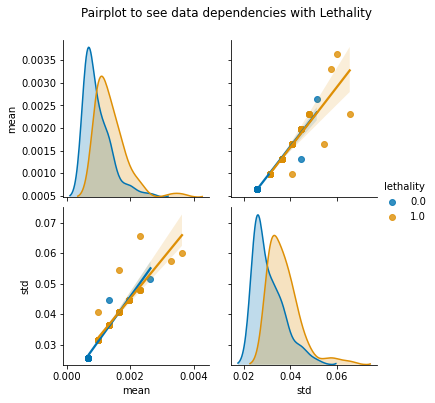 Pairplot to see data dependencies with Lethality
0.0035
0.0030
0.0025
0.0020
0.0015
0.0010
0.0005
mean
lethality
0.0
1.0
0.07
0.06
0.05
0.04
0.03
std
0.000 0.002 0.004
mean
0.02 0.04 0.06
std